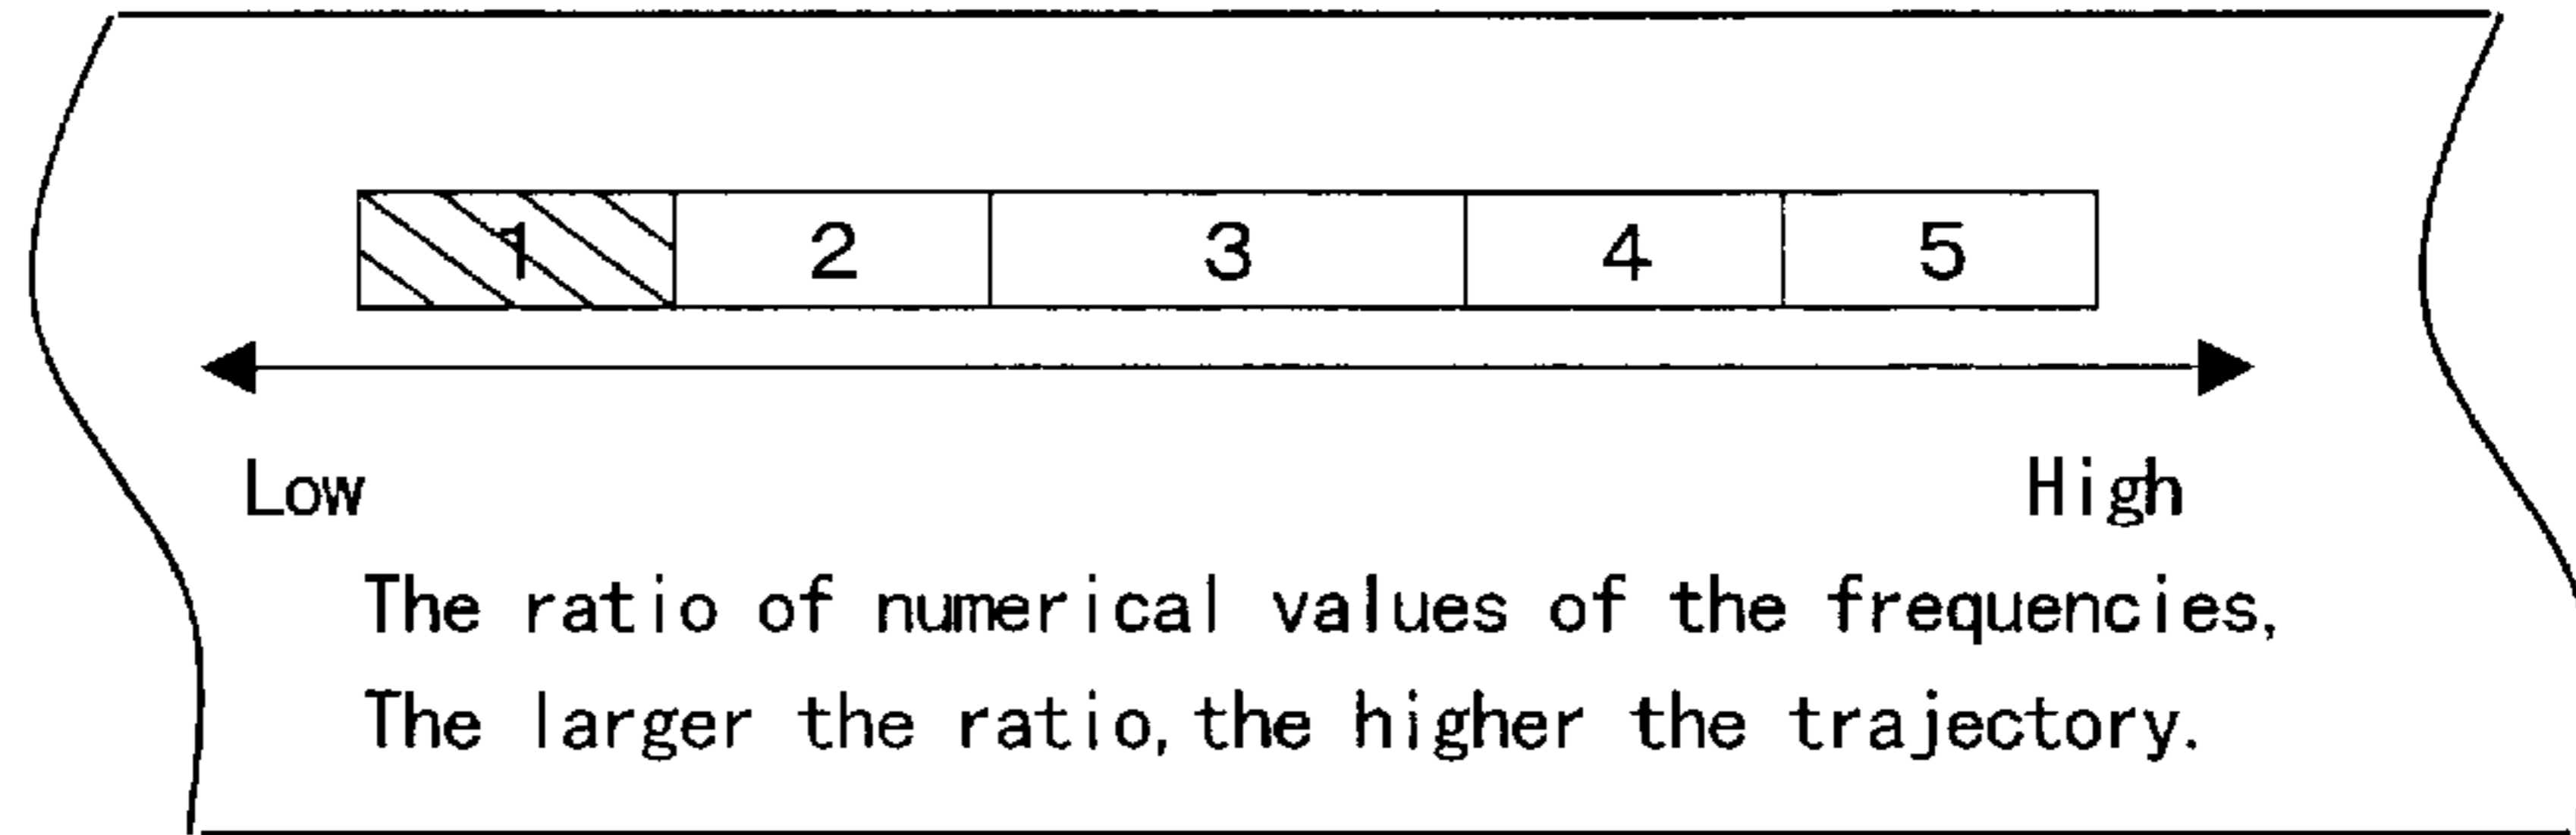 1 2 3 4 5
Low High
The ratio of numerical values of the frequencies,
The larger the ratio, the higher the trajectory.